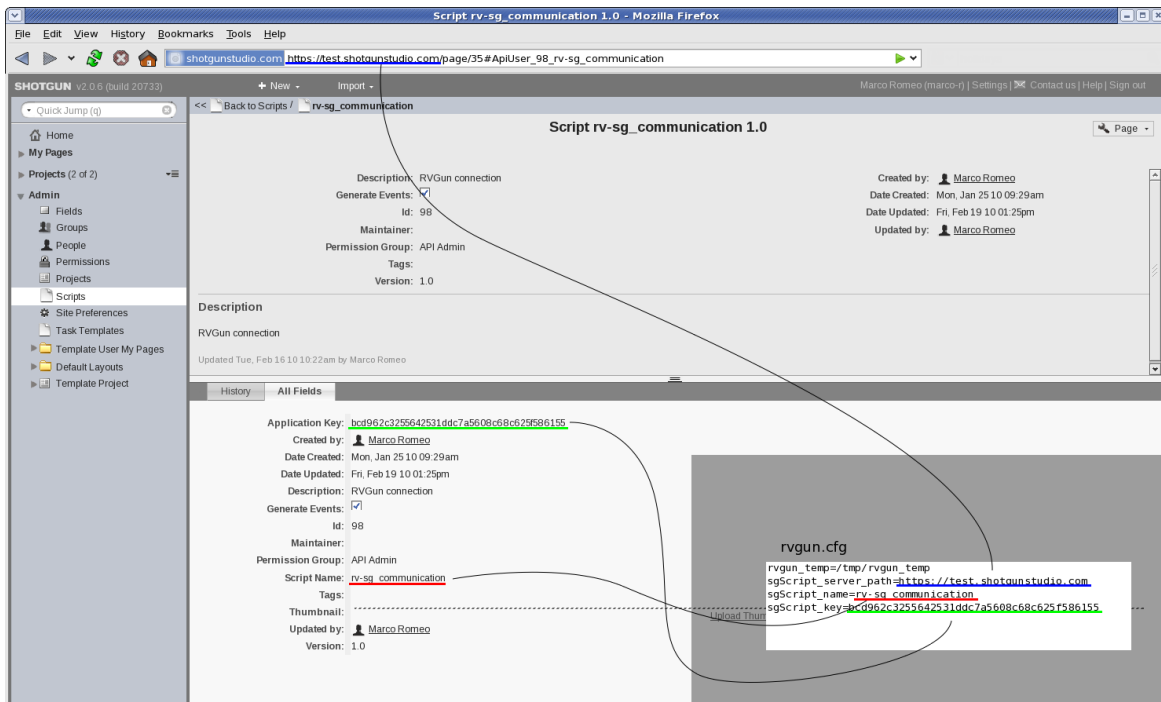 Script rv-sg_communication 1.0 - Mozilla Firefox
File Edit View History Bookmarks Tools Help
shotgunstudio.com https://test.shotgunstudio.com/page/35#ApiUser_98_rv-sg_communication
SHOTGUN v2.0.6 (build 20733)
+ New
Import
Marco Romeo (marco-r) | Settings | Contact us | Help | Sign out
Quick Jump (q)
<< Back to Scripts / rv-sg_communication
Home
My Pages
Projects (2 of 2)
Admin
Fields
Groups
People
Permissions
Projects
Scripts
Site Preferences
Task Templates
Template User My Pages
Default Layouts
Template Project
Script rv-sg_communication 1.0
Page
Description: RVGun connection
Generate Events:
Id: 98
Maintainer:
Permission Group: API Admin
Tags:
Version: 1.0
Created by: Marco Romeo
Date Created: Mon, Jan 25 10 09:29am
Date Updated: Fri, Feb 19 10 01:25pm
Updated by: Marco Romeo
Description
RVGun connection
Updated Tue, Feb 16 10 10:22am by Marco Romeo
History
All Fields
Application Key: bcd962c3255642531ddc7a5608c68c625f586155
Created by: Marco Romeo
Date Created: Mon, Jan 25 10 09:29am
Date Updated: Fri, Feb 19 10 01:25pm
Description: RVGun connection
Generate Events:
Id: 98
Maintainer:
Permission Group: API Admin
Script Name: rv-sg_communication
Tags:
Thumbnail:
Updated by: Marco Romeo
Version: 1.0
Upload
rvgun.cfg
rvgun_temp=/tmp/rvgun_temp
sgScript_server_path=https://test.shotgunstudio.com
sgScript_name=rv-sg_communication
sgScript_key=bcd962c3255642531ddc7a5608c68c625f586155